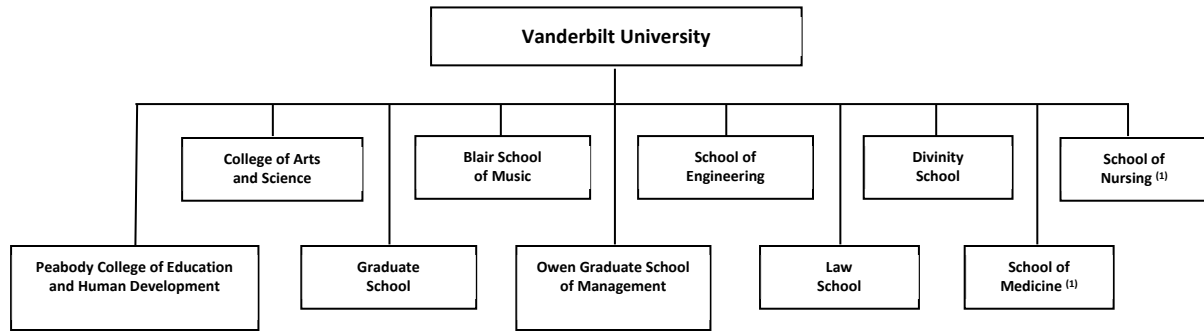 Vanderbilt University
College of Arts
and Science
Blair School
of Music
School of
Engineering
Divinity
School
School of
Nursing (1)
Peabody College of Education
and Human Development
Graduate
School
Owen Graduate School
of Management
Law
School
School of
Medicine (1)